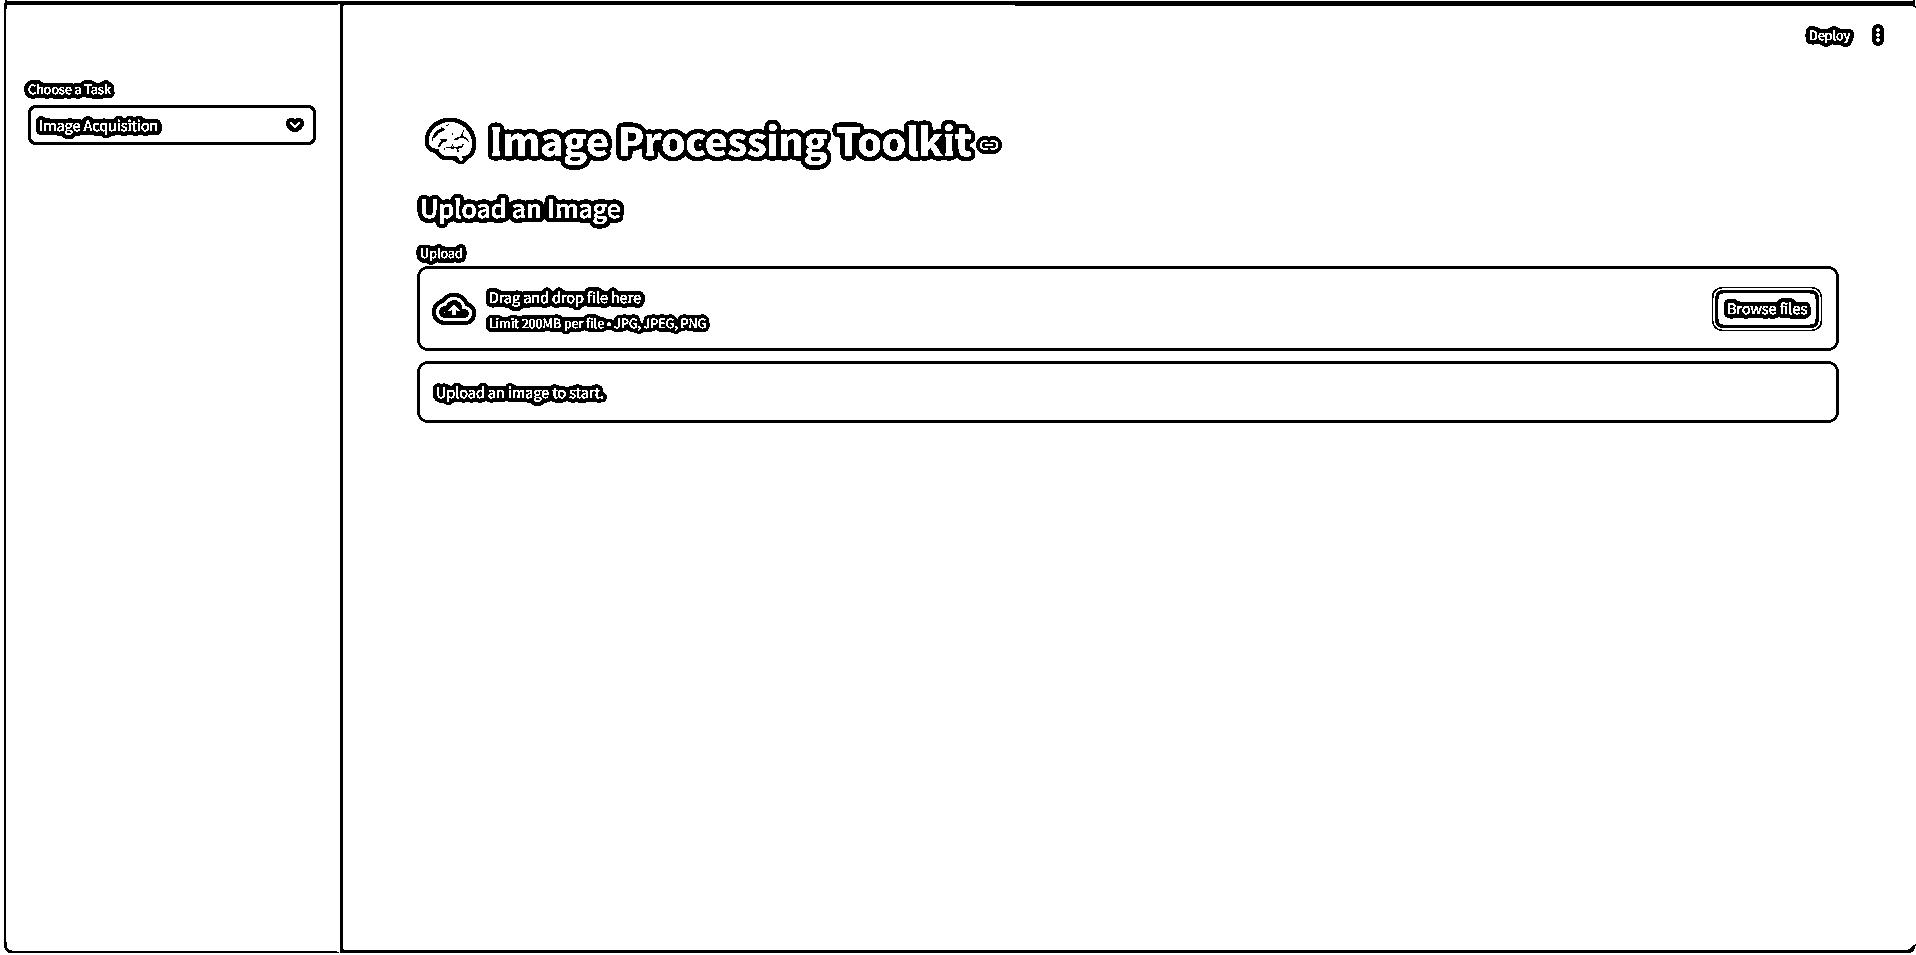 Deploy
Choose a Task
Image Acquisition
Image Processing Toolkit
Upload an Image
Upload
Drag and drop file here
Limit 200MB per file • JPG, JPEG, PNG
Browse files
Upload an image to start.